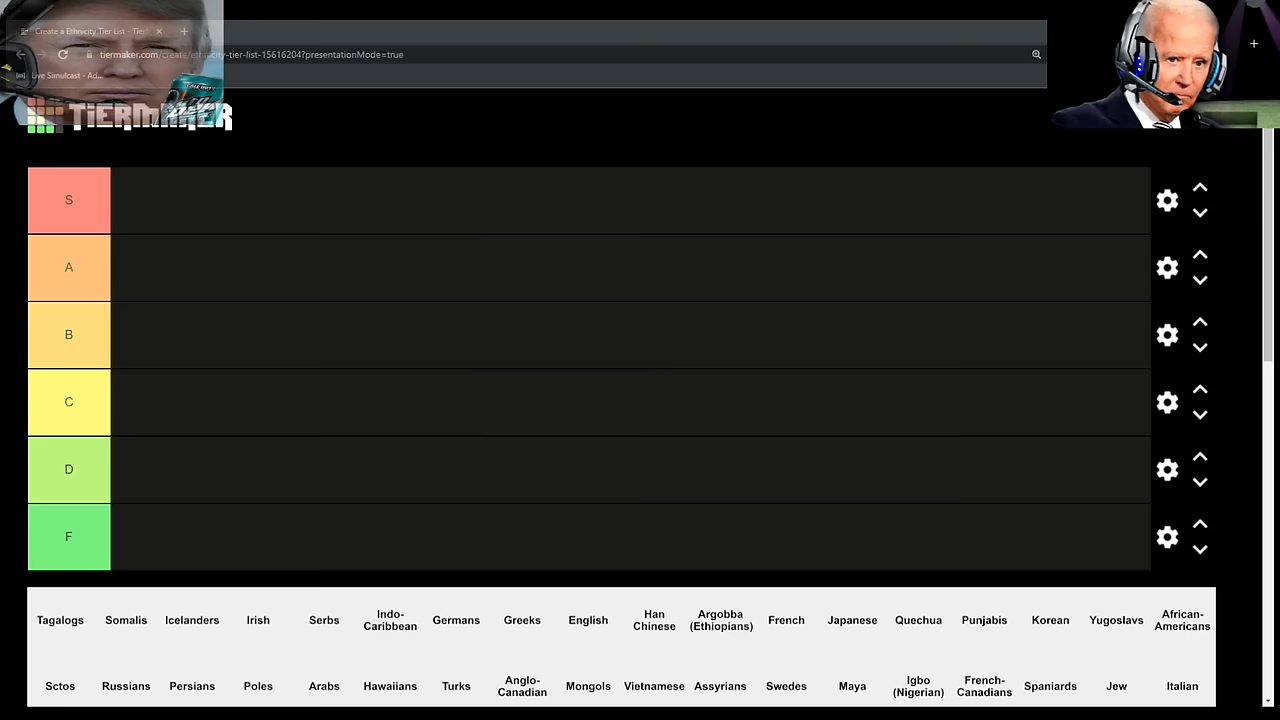 Create a Ethnicity Tier List - Tier
tiermaker.com/create/ethnicity-tier-list-15616204?presentationMode=true
Live Simulcast - Ad...
TiERMAKER
S
A
B
C
D
F
Tagalogs Somalis Icelanders Irish Serbs Indo-Caribbean Germans Greeks English Han Chinese Argobba (Ethiopians) French Japanese Quechua Punjabis Korean Yugoslavs African-Americans
Sctos Russians Persians Poles Arabs Hawaiians Turks Anglo-Canadian Mongols Vietnamese Assyrians Swedes Maya Igbo (Nigerian) French-Canadians Spaniards Jew Italian